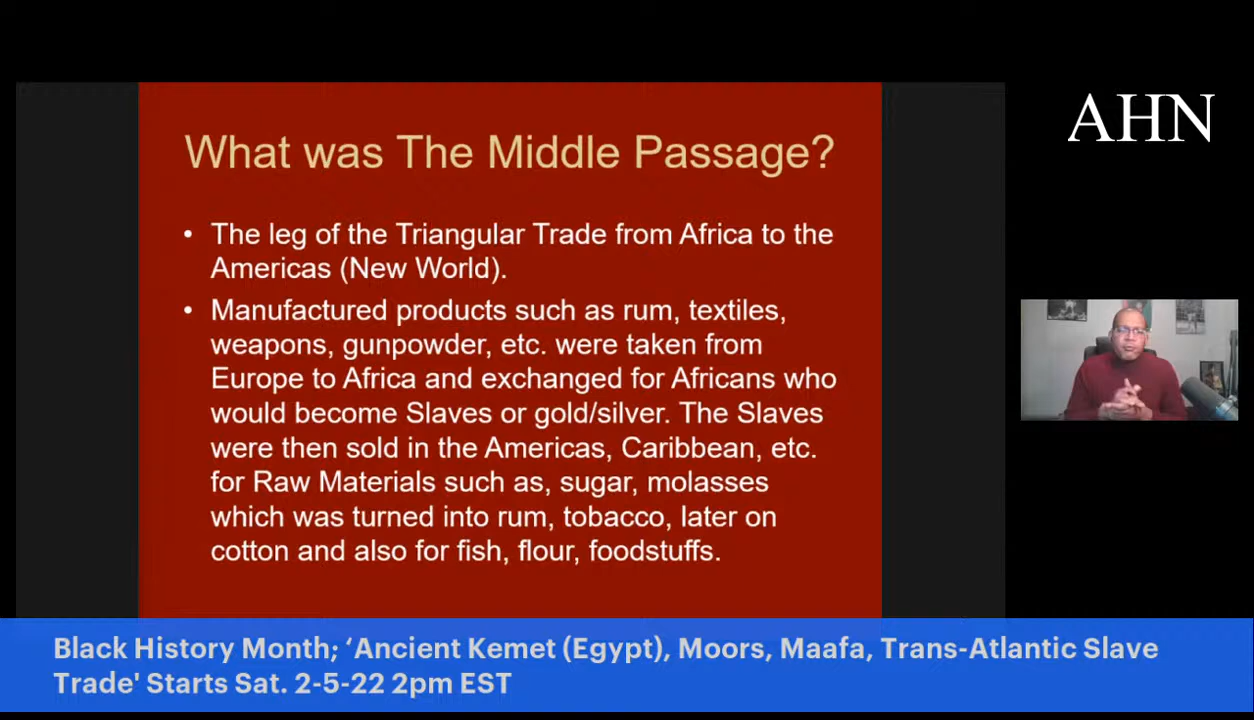 AHN
What was The Middle Passage?
• The leg of the Triangular Trade from Africa to the
Americas (New World).
• Manufactured products such as rum, textiles,
weapons, gunpowder, etc. were taken from
Europe to Africa and exchanged for Africans who
would become Slaves or gold/silver. The Slaves
were then sold in the Americas, Caribbean, etc.
for Raw Materials such as, sugar, molasses
which was turned into rum, tobacco, later on
cotton and also for fish, flour, foodstuffs.
Black History Month; ‘Ancient Kemet (Egypt), Moors, Maafa, Trans-Atlantic Slave
Trade' Starts Sat. 2-5-22 2pm EST